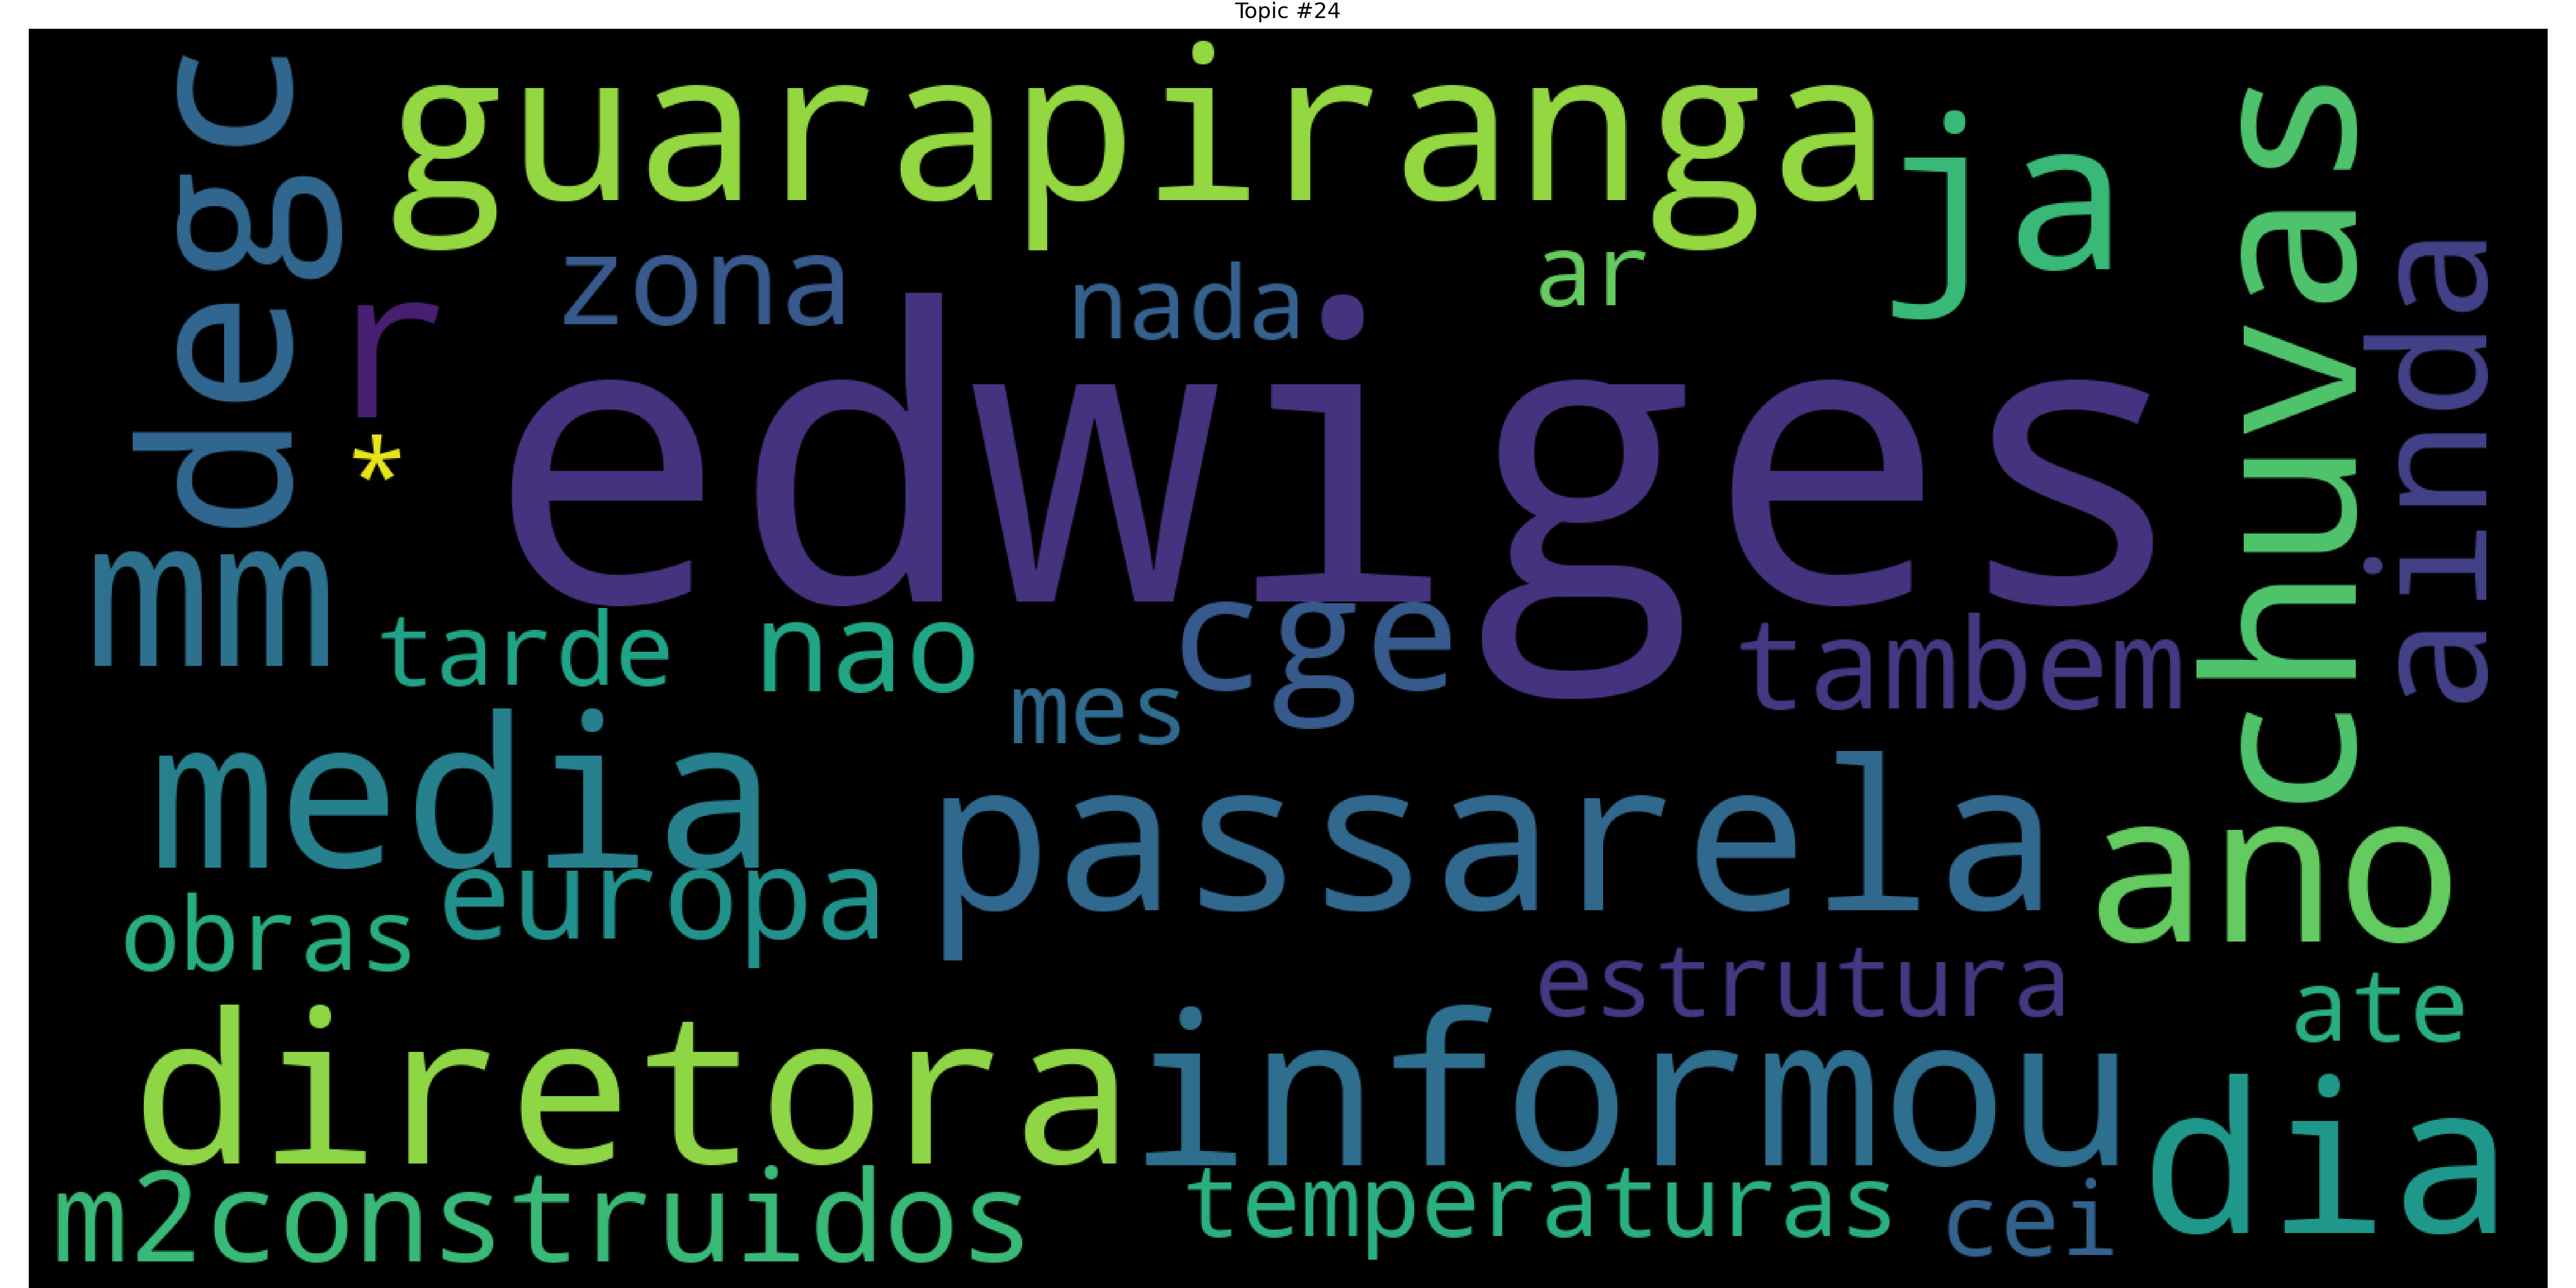 Topic #24
degc
guarapiranga
ja
chuvas
ainda
zona
nada
ar
r
*
edwiges
mm
tarde
nao
cge
tambem
mes
media
passarela
ano
europa
obras
estrutura
ate
diretora
informou
dia
m2construidos
temperaturas
cei